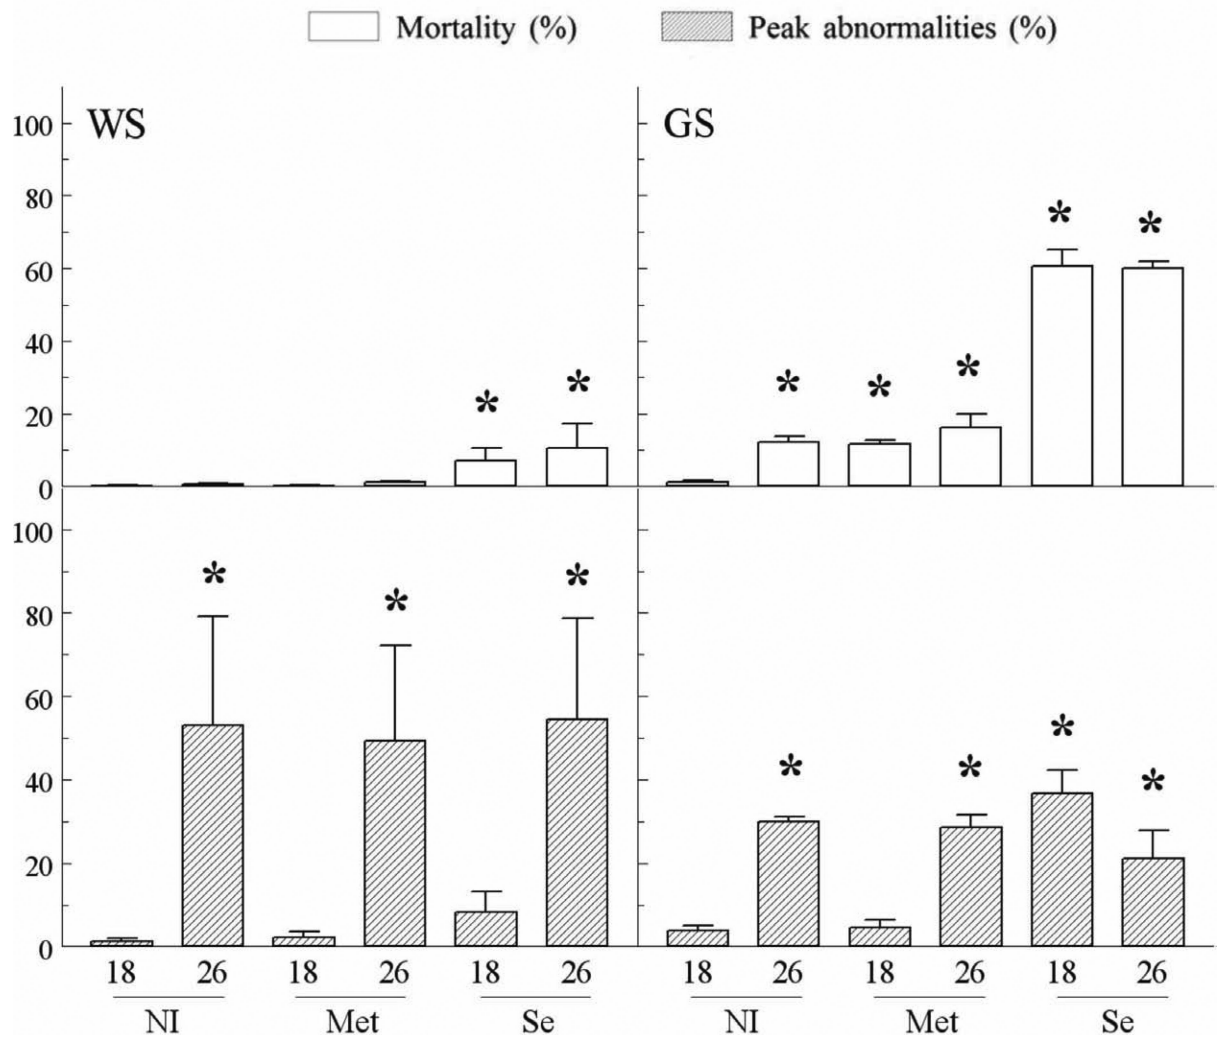 Mortality (%) Peak abnormalities (%)
WS GS
100
80
60
40
20
0
* * * * * * *
100
80
60
40
20
0
* * * * * * *
18 26 18 26 18 26 18 26 18 26 18 26
NI Met Se NI Met Se